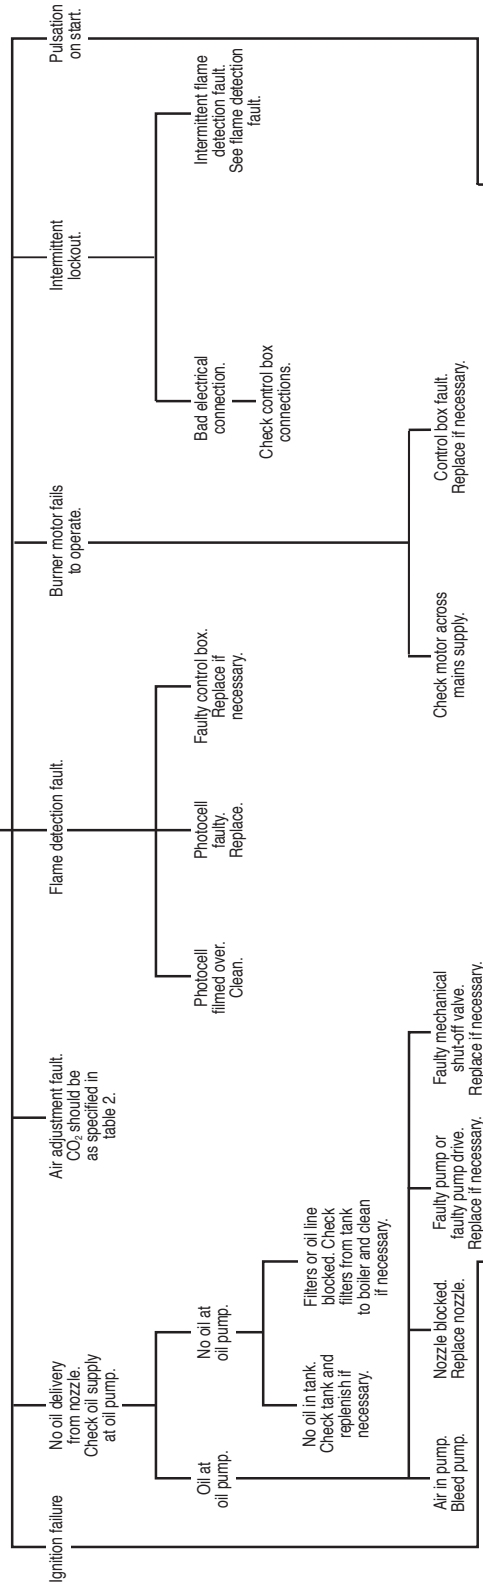 Ignition failure
No oil delivery
from nozzle.
Check oil supply
at oil pump.
Air adjustment fault.
CO₂ should be
as specified in
table 2.
Flame detection fault.
Burner motor fails
to operate.
Intermittent
lockout.
Pulsation
on start.
Oil at
oil pump.
No oil at
oil pump.
Photocell
filmed over.
Clean.
Photocell
faulty.
Replace.
Faulty control box.
Replace if
necessary.
Bad electrical
connection.
Intermittent flame
detection fault.
See flame detection
fault.
No oil in tank.
Check tank and
replenish if
necessary.
Filters or oil line
blocked. Check
filters from tank
to boiler and clean
if necessary.
Check control box
connections.
Air in pump.
Bleed pump.
Nozzle blocked.
Replace nozzle.
Faulty pump or
faulty pump drive.
Replace if necessary.
Faulty mechanical
shut-off valve.
Replace if necessary.
Check motor across
mains supply.
Control box fault.
Replace if necessary.